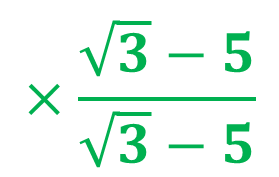 × (√3 − 5)/(√3 − 5)